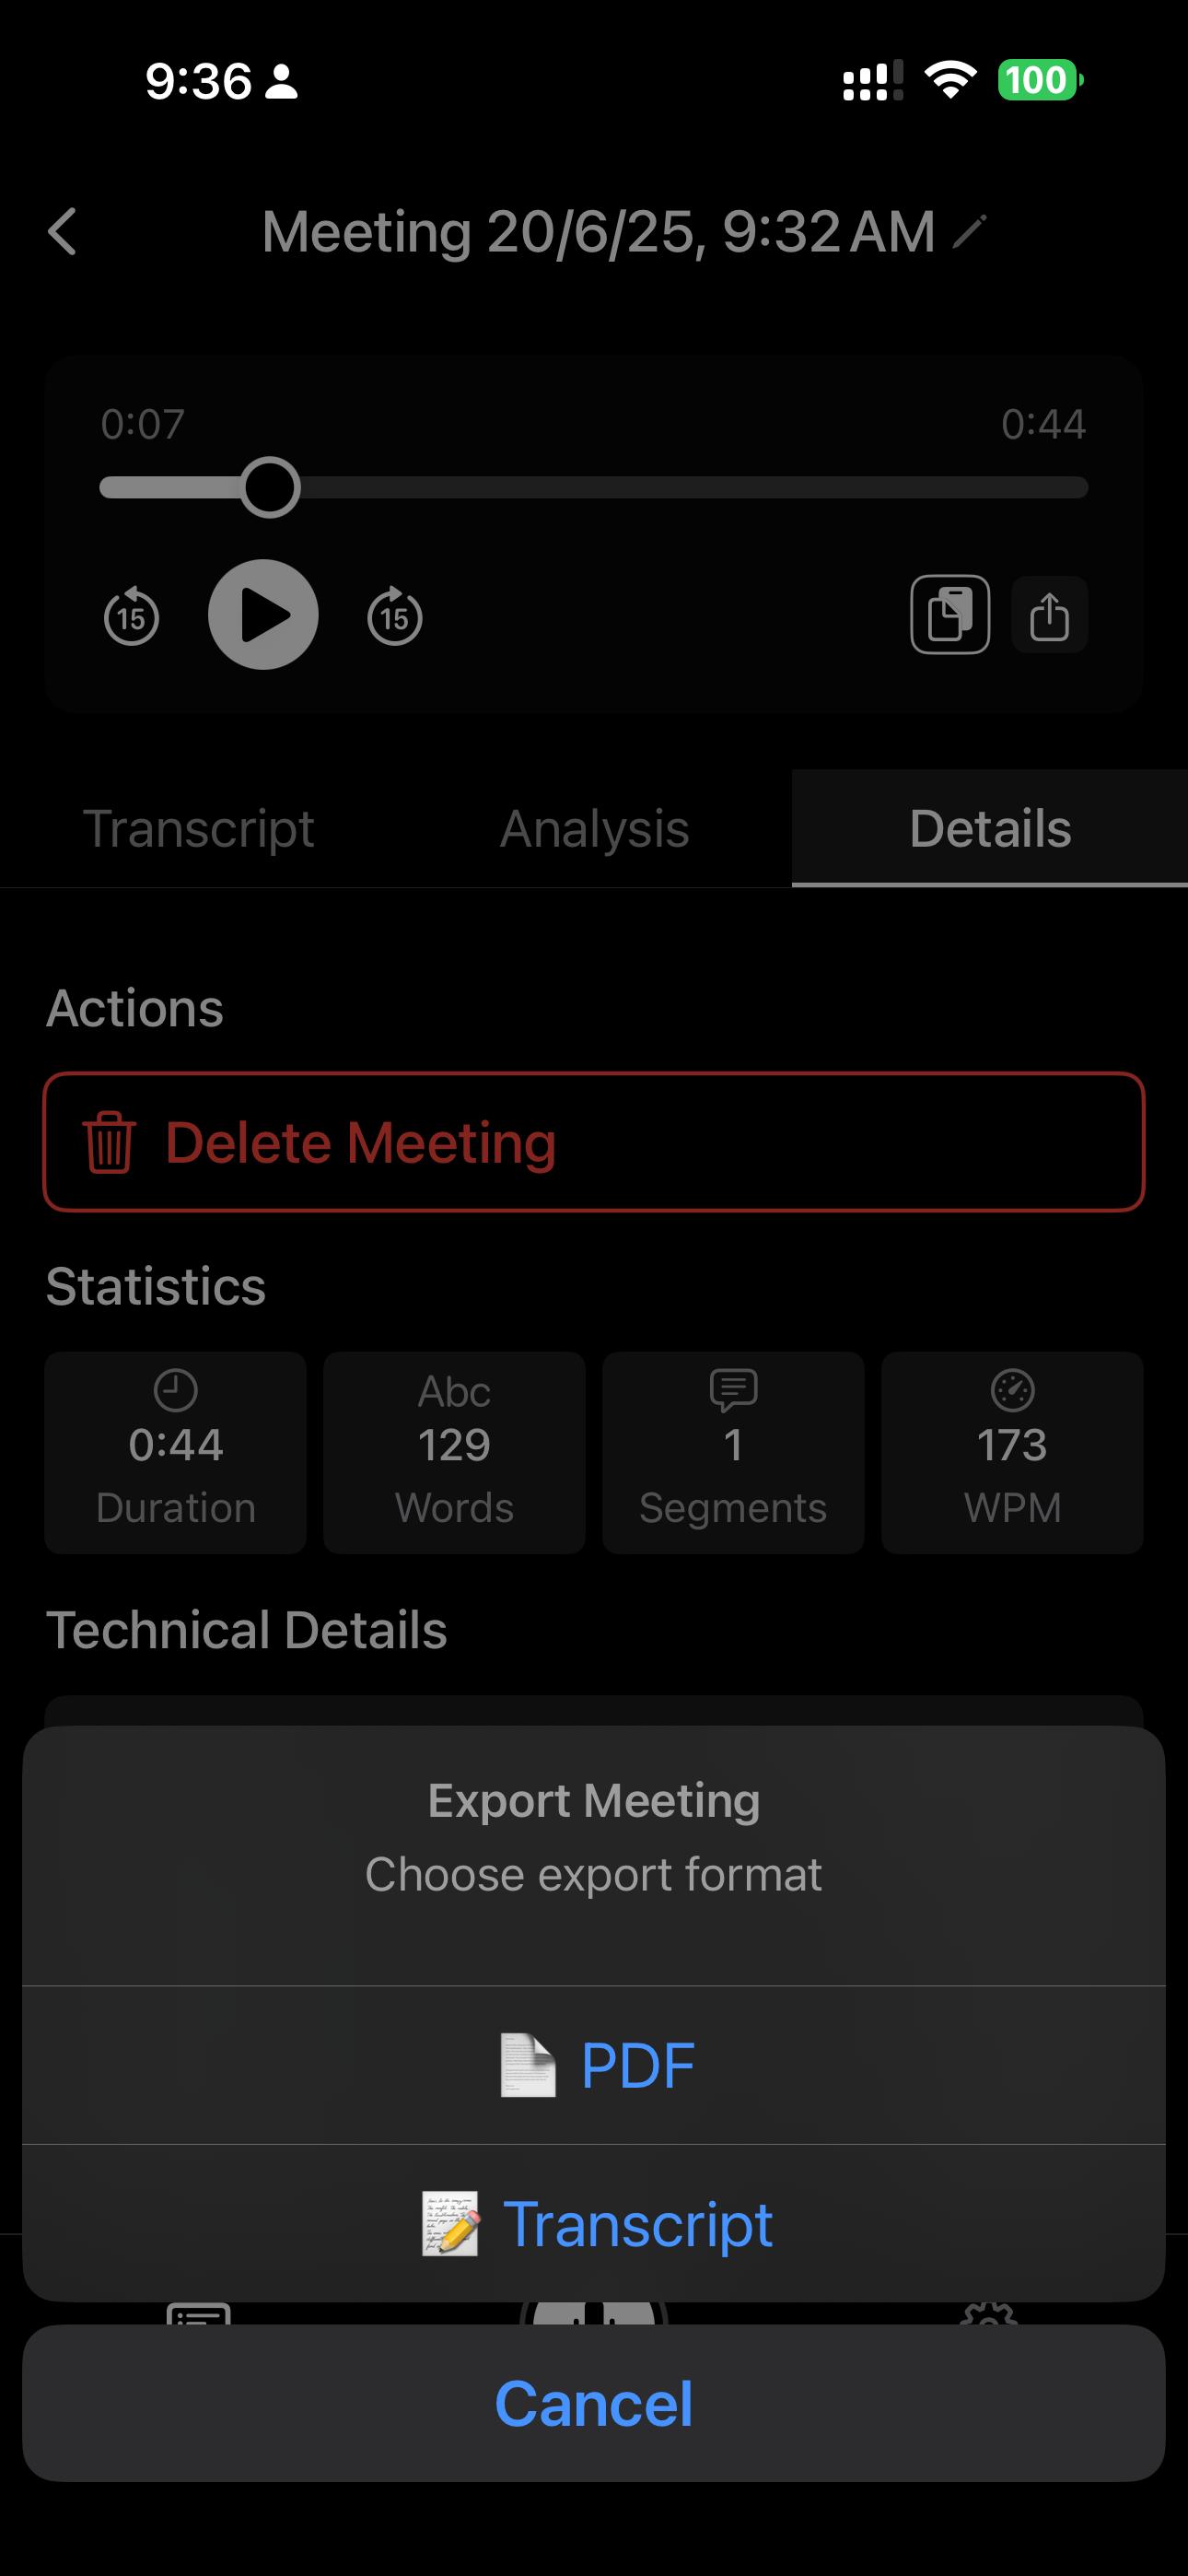 9:36
100
Meeting 20/6/25, 9:32 AM
0:07
0:44
15
15
Transcript
Analysis
Details
Actions
Delete Meeting
Statistics
Abc
0:44
129
1
173
Duration
Words
Segments
WPM
Technical Details
Export Meeting
Choose export format
PDF
Transcript
Cancel